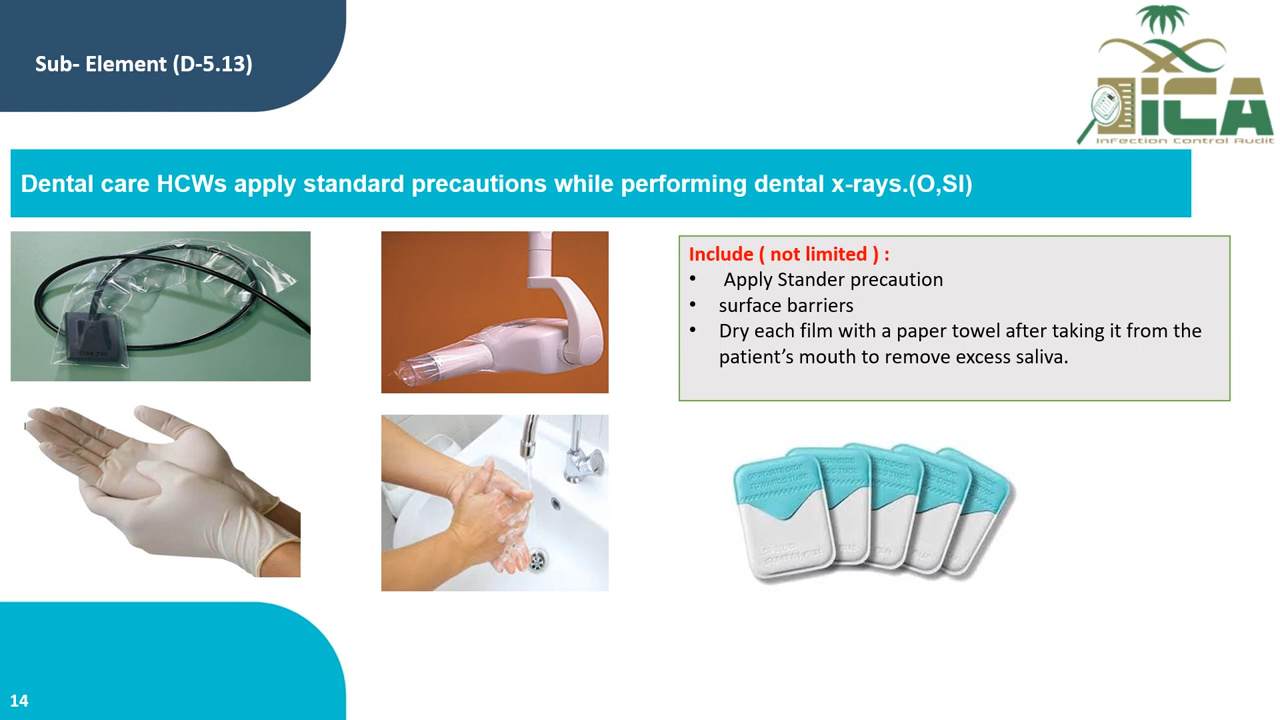 Sub- Element (D-5.13)
iCA
Infection Control Audit
Dental care HCWs apply standard precautions while performing dental x-rays.(O,SI)
Include ( not limited ) :
• Apply Stander precaution
• surface barriers
• Dry each film with a paper towel after taking it from the
patient’s mouth to remove excess saliva.
14